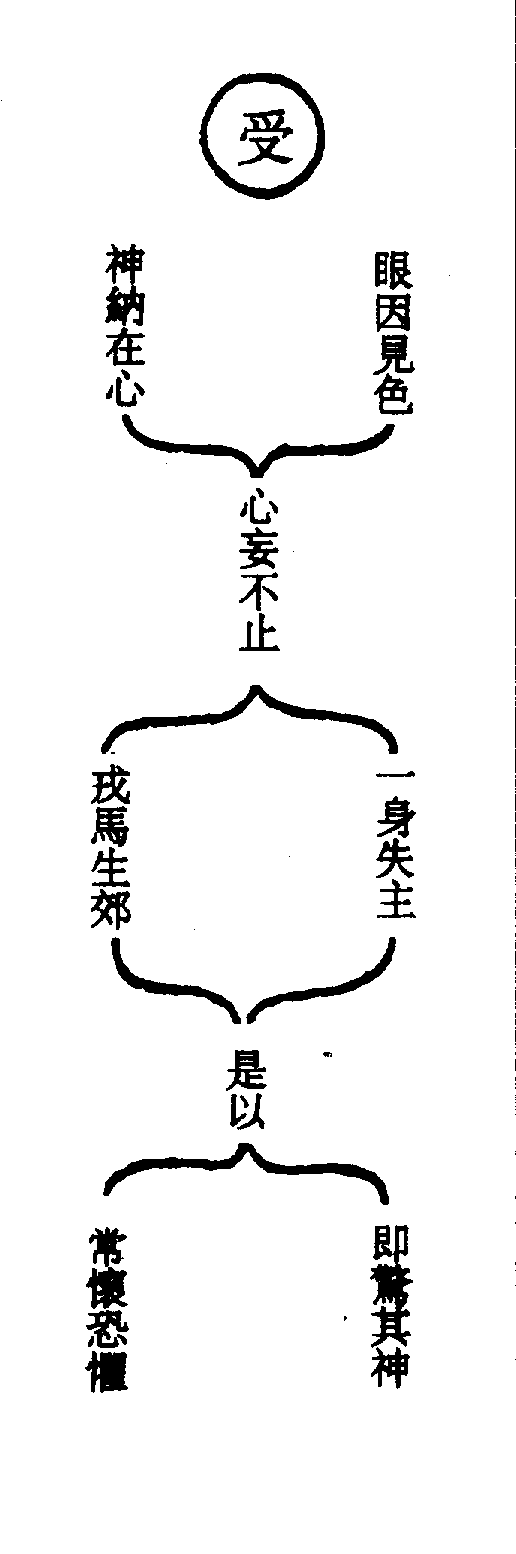 受
眼因見色
神納在心
心妄不止
一身失主
戎馬生郊
是以
即驚其神
常懷恐懼